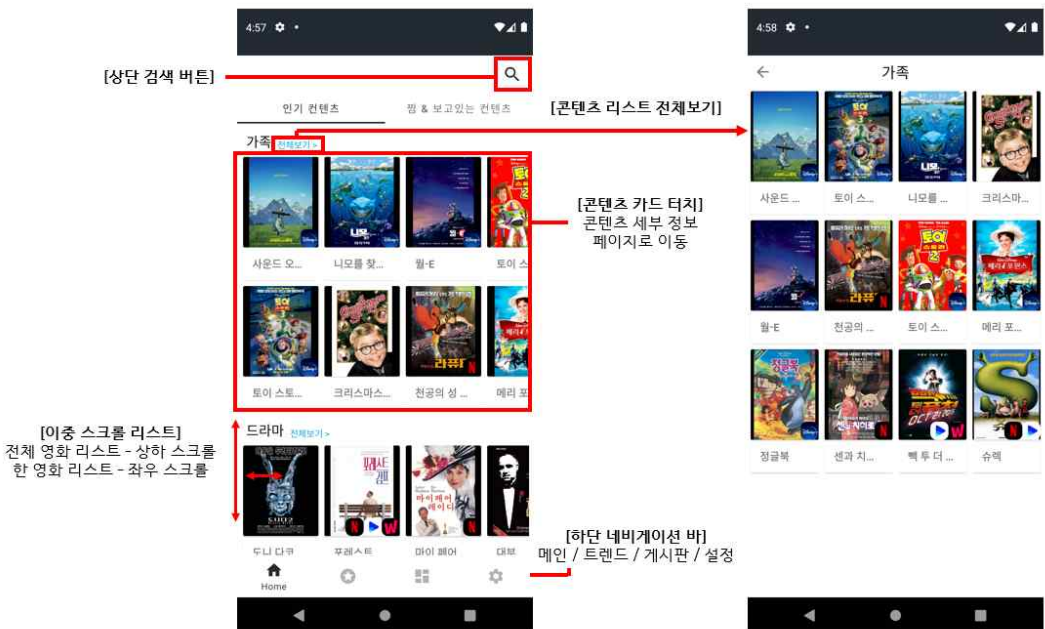 4:57
[상단 검색 버튼]
인기 컨텐츠
찜 & 보고있는 컨텐츠
가족 전체보기 >
[콘텐츠 리스트 전체보기]
사운드 오...
니모를 찾...
월-E
토이 스
[콘텐츠 카드 터치]
콘텐츠 세부 정보
페이지로 이동
토이 스토...
크리스마스...
천공의 성 ...
메리 포
[이중 스크롤 리스트]
전체 영화 리스트 - 상하 스크롤
한 영화 리스트 - 좌우 스크롤
드라마 전체보기 >
도니 다코
포레스트
마이 페어
대부
[하단 네비게이션 바]
메인 / 트렌드 / 게시판 / 설정
Home
4:58
가족
사운드 ...
토이 스...
니모를 ...
크리스마...
월-E
천공의 ...
토이 스...
메리 포...
정글북
센과 치...
빽 투 더 ...
슈렉